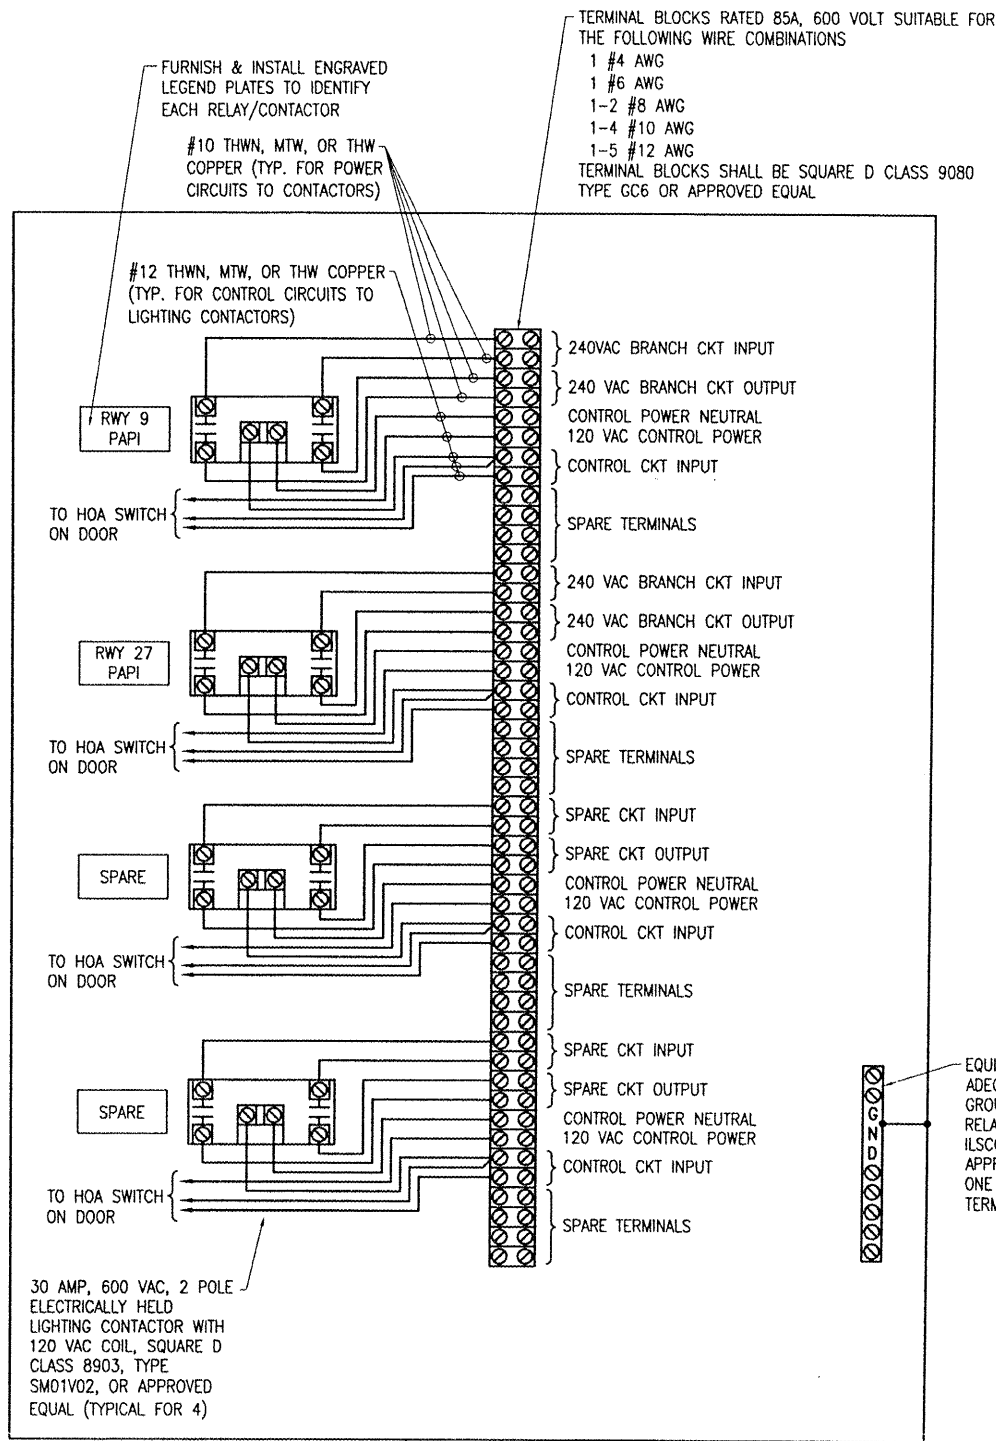 TERMINAL BLOCKS RATED 85A, 600 VOLT SUITABLE FOR
THE FOLLOWING WIRE COMBINATIONS
1 #4 AWG
1 #6 AWG
1-2 #8 AWG
1-4 #10 AWG
1-5 #12 AWG
TERMINAL BLOCKS SHALL BE SQUARE D CLASS 9080
TYPE GC6 OR APPROVED EQUAL
FURNISH & INSTALL ENGRAVED
LEGEND PLATES TO IDENTIFY
EACH RELAY/CONTACTOR
#10 THWN, MTW, OR THW
COPPER (TYP. FOR POWER
CIRCUITS TO CONTACTORS)
#12 THWN, MTW, OR THW COPPER
(TYP. FOR CONTROL CIRCUITS TO
LIGHTING CONTACTORS)
RWY 9
PAPI
TO HOA SWITCH
ON DOOR
240VAC BRANCH CKT INPUT
240 VAC BRANCH CKT OUTPUT
CONTROL POWER NEUTRAL
120 VAC CONTROL POWER
CONTROL CKT INPUT
SPARE TERMINALS
RWY 27
PAPI
TO HOA SWITCH
ON DOOR
240 VAC BRANCH CKT INPUT
240 VAC BRANCH CKT OUTPUT
CONTROL POWER NEUTRAL
120 VAC CONTROL POWER
CONTROL CKT INPUT
SPARE TERMINALS
SPARE
TO HOA SWITCH
ON DOOR
SPARE CKT INPUT
SPARE CKT OUTPUT
CONTROL POWER NEUTRAL
120 VAC CONTROL POWER
CONTROL CKT INPUT
SPARE TERMINALS
SPARE
TO HOA SWITCH
ON DOOR
SPARE CKT INPUT
SPARE CKT OUTPUT
CONTROL POWER NEUTRAL
120 VAC CONTROL POWER
CONTROL CKT INPUT
SPARE TERMINALS
GND
EQUI
ADEC
GROU
RELA
ILSCO
APPR
ONE
TERM
30 AMP, 600 VAC, 2 POLE
ELECTRICALLY HELD
LIGHTING CONTACTOR WITH
120 VAC COIL, SQUARE D
CLASS 8903, TYPE
SM01V02, OR APPROVED
EQUAL (TYPICAL FOR 4)